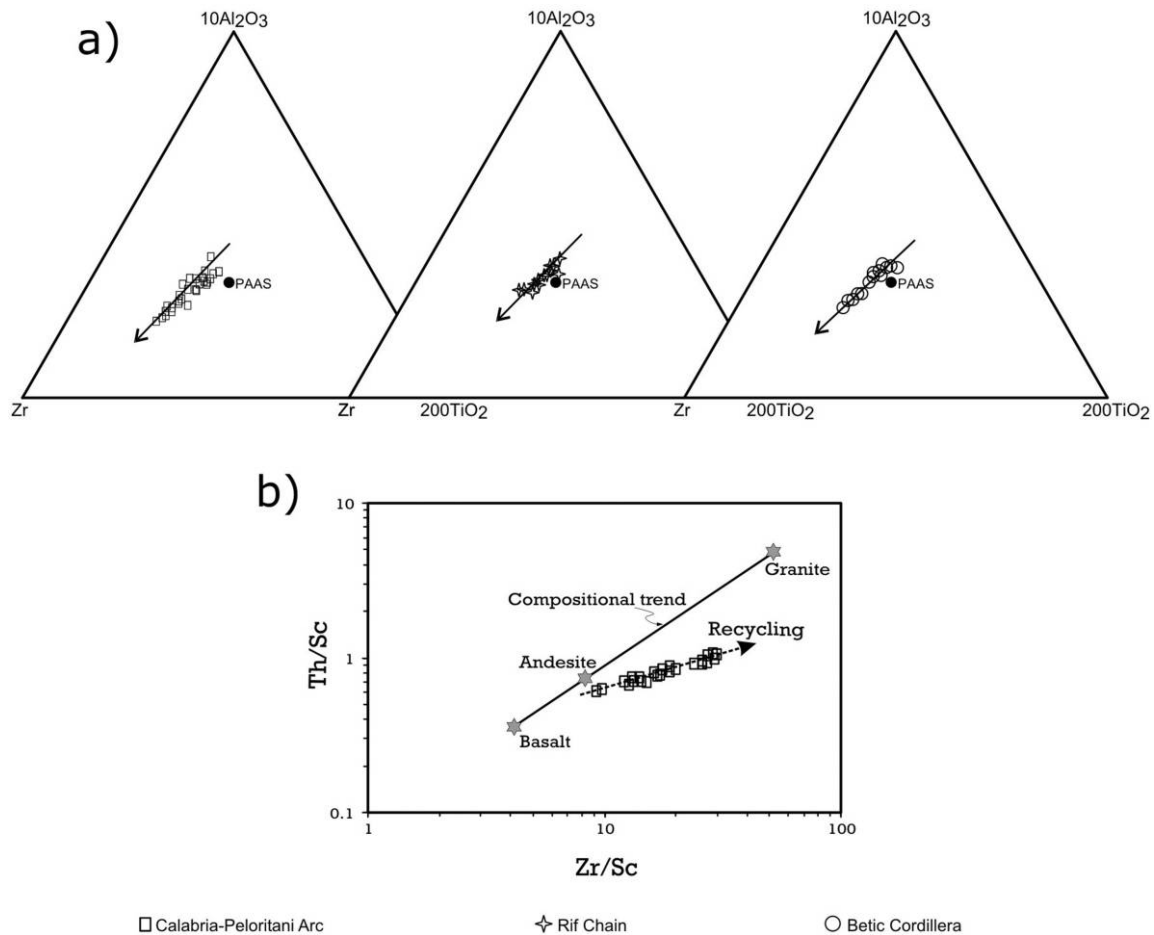 a)
10Al2O3 10Al2O3 10Al2O3
PAAS PAAS PAAS
Zr Zr 200TiO2 Zr 200TiO2 200TiO2
b)
10
Granite
Compositional trend
Recycling
Th/Sc
1
Andesite
Basalt
0.1
1 10 100
Zr/Sc
Calabria-Peloritani Arc Rif Chain Betic Cordillera